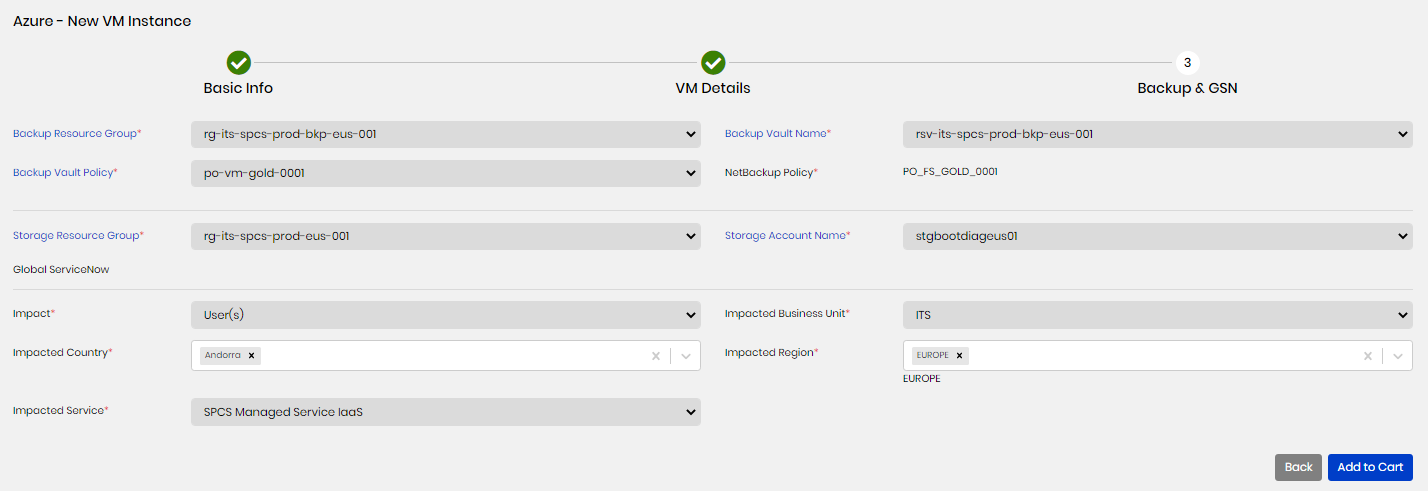 Azure - New VM Instance
3
Basic Info VM Details Backup & GSN
Backup Resource Group* rg-its-spcs-prod-bkp-eus-001 Backup Vault Name* rsv-its-spcs-prod-bkp-eus-001
Backup Vault Policy* po-vm-gold-0001 NetBackup Policy* PO_FS_GOLD_0001
Storage Resource Group* rg-its-spcs-prod-eus-001 Storage Account Name* stgbootdiageus01
Global ServiceNow
Impact* User(s) Impacted Business Unit* ITS
Impacted Country* Andorra Impacted Region* EUROPE
EUROPE
Impacted Service* SPCS Managed Service IaaS
Back Add to Cart